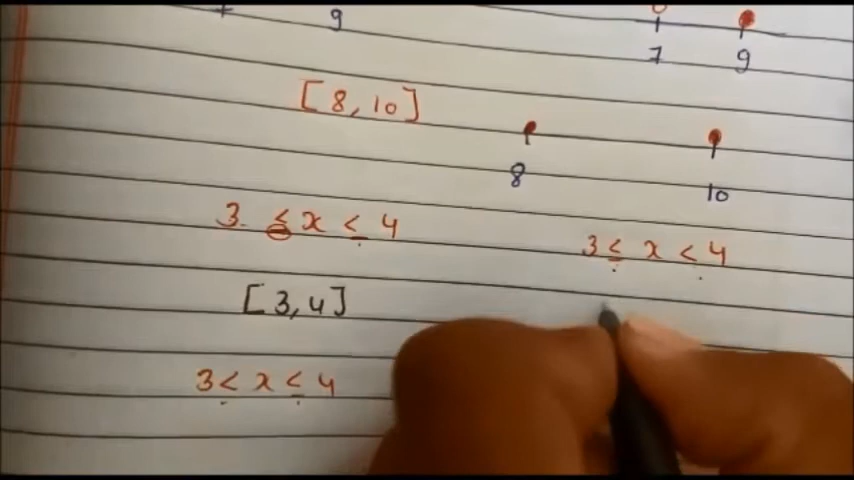 9
7 9
[8, 10]
8 10
3 ≤ x ≤ 4
3 ≤ x < 4
[3, 4]
3 < x ≤ 4